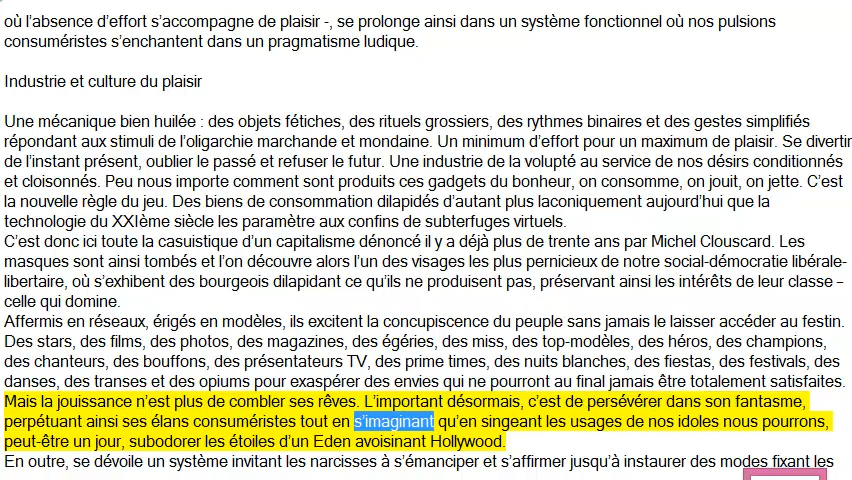 où l’absence d’effort s’accompagne de plaisir -, se prolonge ainsi dans un système fonctionnel où nos pulsions
consuméristes s’enchantent dans un pragmatisme ludique.
Industrie et culture du plaisir
Une mécanique bien huilée : des objets fétiches, des rituels grossiers, des rythmes binaires et des gestes simplifiés
répondant aux stimuli de l’oligarchie marchande et mondaine. Un minimum d’effort pour un maximum de plaisir. Se divertir
de l’instant présent, oublier le passé et refuser le futur. Une industrie de la volupté au service de nos désirs conditionnés
et cloisonnés. Peu nous importe comment sont produits ces gadgets du bonheur, on consomme, on jouit, on jette. C’est
la nouvelle règle du jeu. Des biens de consommation dilapidés d’autant plus laconiquement aujourd’hui que la
technologie du XXIème siècle les paramètre aux confins de subterfuges virtuels.
C’est donc ici toute la casuistique d’un capitalisme dénoncé il y a déjà plus de trente ans par Michel Clouscard. Les
masques sont ainsi tombés et l’on découvre alors l’un des visages les plus pernicieux de notre social-démocratie libérale-
libertaire, où s’exhibent des bourgeois dilapidant ce qu’ils ne produisent pas, préservant ainsi les intérêts de leur classe –
celle qui domine.
Affermis en réseaux, érigés en modèles, ils excitent la concupiscence du peuple sans jamais le laisser accéder au festin.
Des stars, des films, des photos, des magazines, des égéries, des miss, des top-modèles, des héros, des champions,
des chanteurs, des bouffons, des présentateurs TV, des prime times, des nuits blanches, des fiestas, des festivals, des
danses, des transes et des opiums pour exaspérer des envies qui ne pourront au final jamais être totalement satisfaites.
Mais la jouissance n’est plus de combler ses rêves. L’important désormais, c’est de persévérer dans son fantasme,
perpétuant ainsi ses élans consuméristes tout en s’imaginant qu’en singeant les usages de nos idoles nous pourrons,
peut-être un jour, subodorer les étoiles d’un Eden avoisinant Hollywood.
En outre, se dévoile un système invitant les narcisses à s’émanciper et s’affirmer jusqu’à instaurer des modes fixant les